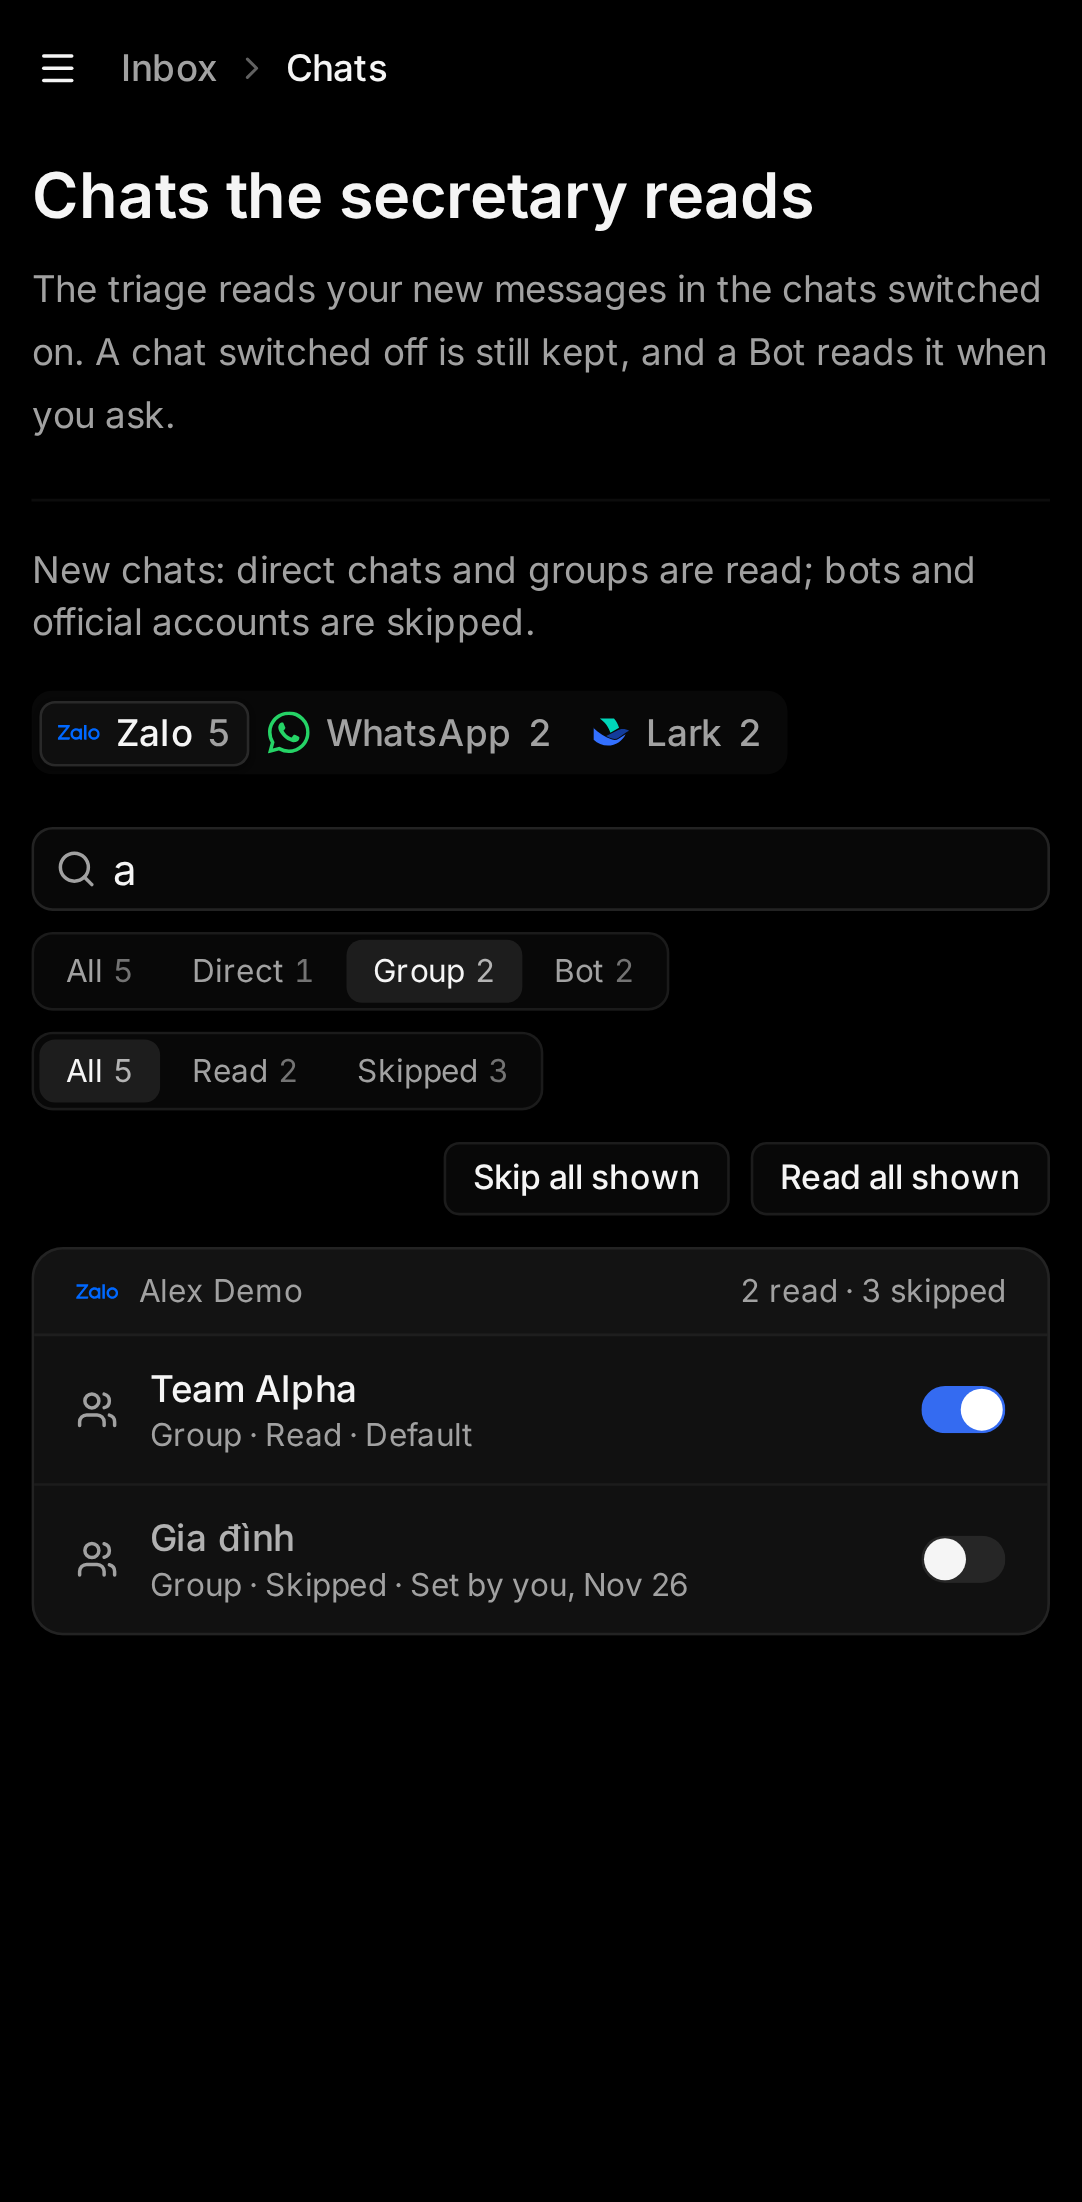 Inbox > Chats
Chats the secretary reads
The triage reads your new messages in the chats switched
on. A chat switched off is still kept, and a Bot reads it when
you ask.
New chats: direct chats and groups are read; bots and
official accounts are skipped.
Zalo Zalo 5 WhatsApp 2 Lark 2
a
All 5 Direct 1 Group 2 Bot 2
All 5 Read 2 Skipped 3
Skip all shown Read all shown
Zalo Alex Demo 2 read · 3 skipped
Team Alpha
Group · Read · Default
Gia đình
Group · Skipped · Set by you, Nov 26